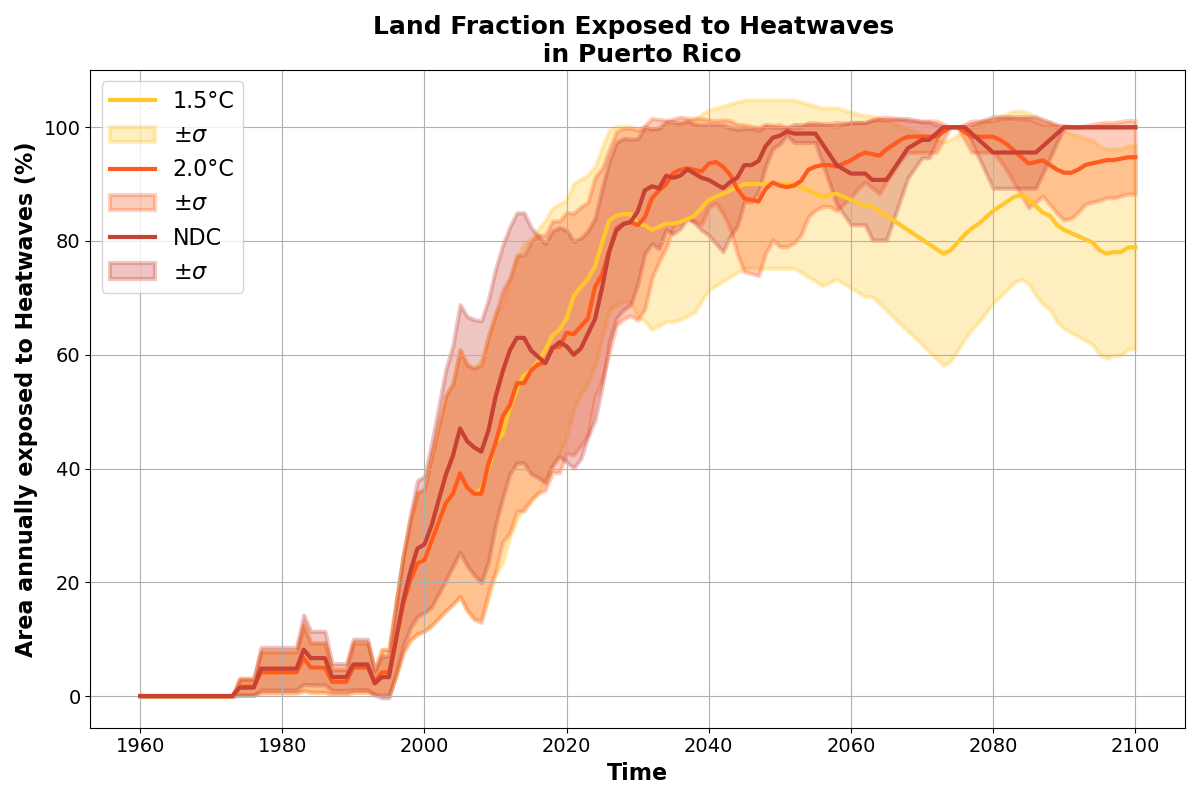 Land Fraction Exposed to Heatwaves
in Puerto Rico
1.5°C
±σ
2.0°C
±σ
NDC
±σ
Area annually exposed to Heatwaves (%)
100
80
60
40
20
0
1960 1980 2000 2020 2040 2060 2080 2100
Time